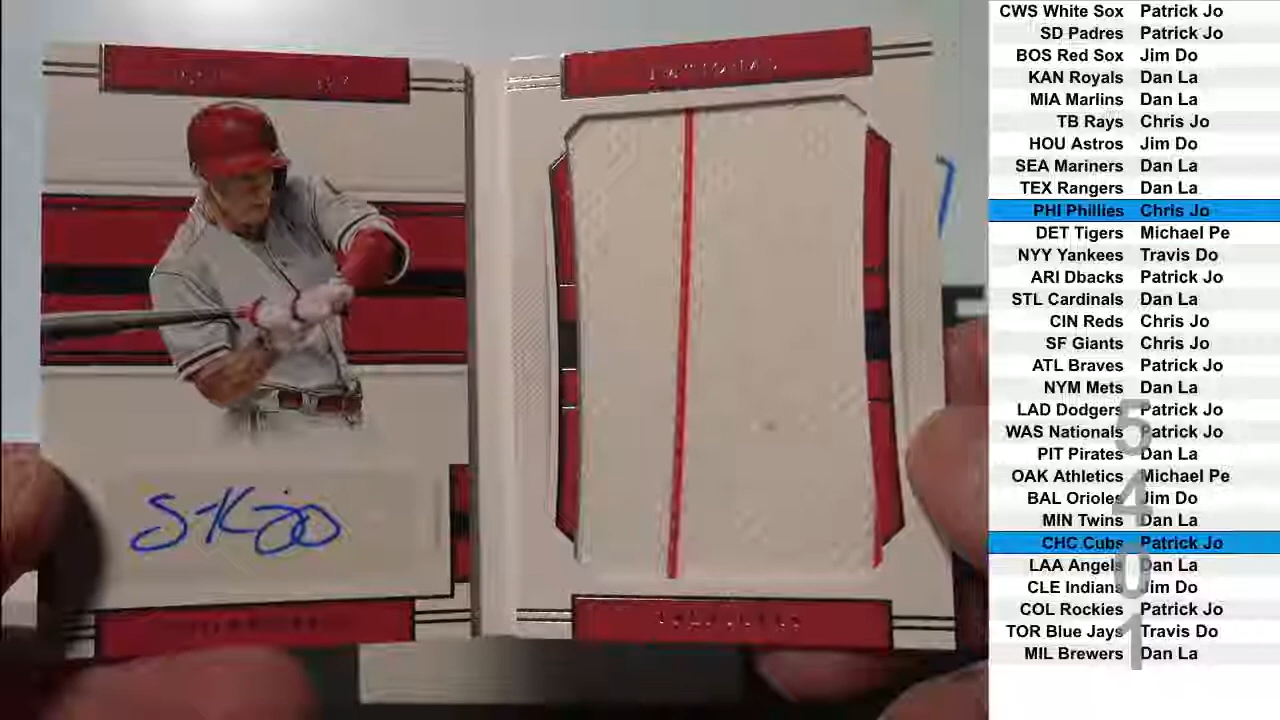 CWS White Sox Patrick Jo
SD Padres Patrick Jo
BOS Red Sox Jim Do
KAN Royals Dan La
MIA Marlins Dan La
TB Rays Chris Jo
HOU Astros Jim Do
SEA Mariners Dan La
TEX Rangers Dan La
PHI Phillies Chris Jo
DET Tigers Michael Pe
NYY Yankees Travis Do
ARI Dbacks Patrick Jo
STL Cardinals Dan La
CIN Reds Chris Jo
SF Giants Chris Jo
ATL Braves Patrick Jo
NYM Mets Dan La
LAD Dodgers Patrick Jo
WAS Nationals Patrick Jo
PIT Pirates Dan La
OAK Athletics Michael Pe
BAL Orioles Jim Do
MIN Twins Dan La
CHC Cubs Patrick Jo
LAA Angels Dan La
CLE Indians Jim Do
COL Rockies Patrick Jo
TOR Blue Jays Travis Do
MIL Brewers Dan La
5
4
0
1